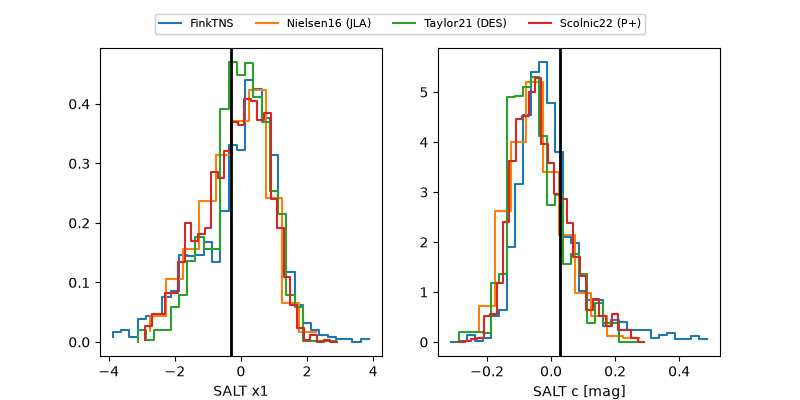 FinkTNS Nielsen16 (JLA) Taylor21 (DES) Scolnic22 (P+)
0.4
0.3
0.2
0.1
0.0
−4 −2 0 2 4
SALT x1
5
4
3
2
1
0
−0.2 0.0 0.2 0.4
SALT c [mag]